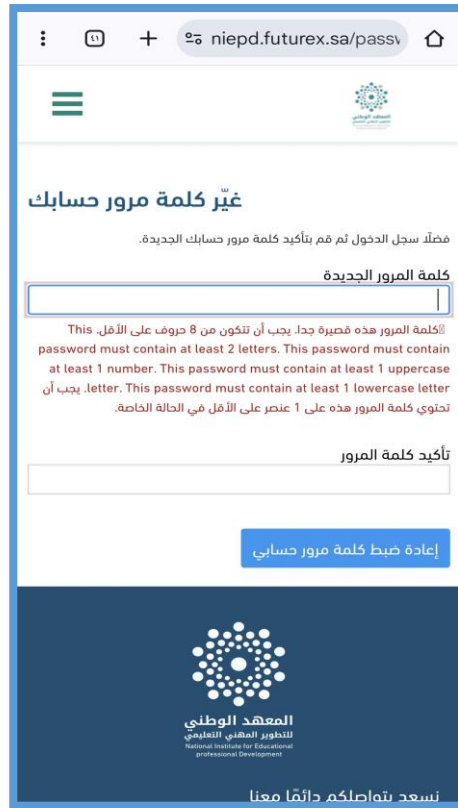 ٤١
niepd.futurex.sa/passw
المعهد الوطني
غيّر كلمة مرور حسابك
فضلًا سجل الدخول ثم قم بتأكيد كلمة مرور حسابك الجديدة.
كلمة المرور الجديدة
كلمة المرور هذه قصيرة جدا. يجب أن تتكون من 8 حروف على الأقل. This
password must contain at least 2 letters. This password must contain
at least 1 number. This password must contain at least 1 uppercase
letter. This password must contain at least 1 lowercase letter. يجب أن
تحتوي كلمة المرور هذه على 1 عنصر على الأقل في الحالة الخاصة.
تأكيد كلمة المرور
إعادة ضبط كلمة مرور حسابي
المعهد الوطني
للتطوير المهني التعليمي
National Institute for Educational
professional Development
نسعد بتواصلكم دائمًا معنا